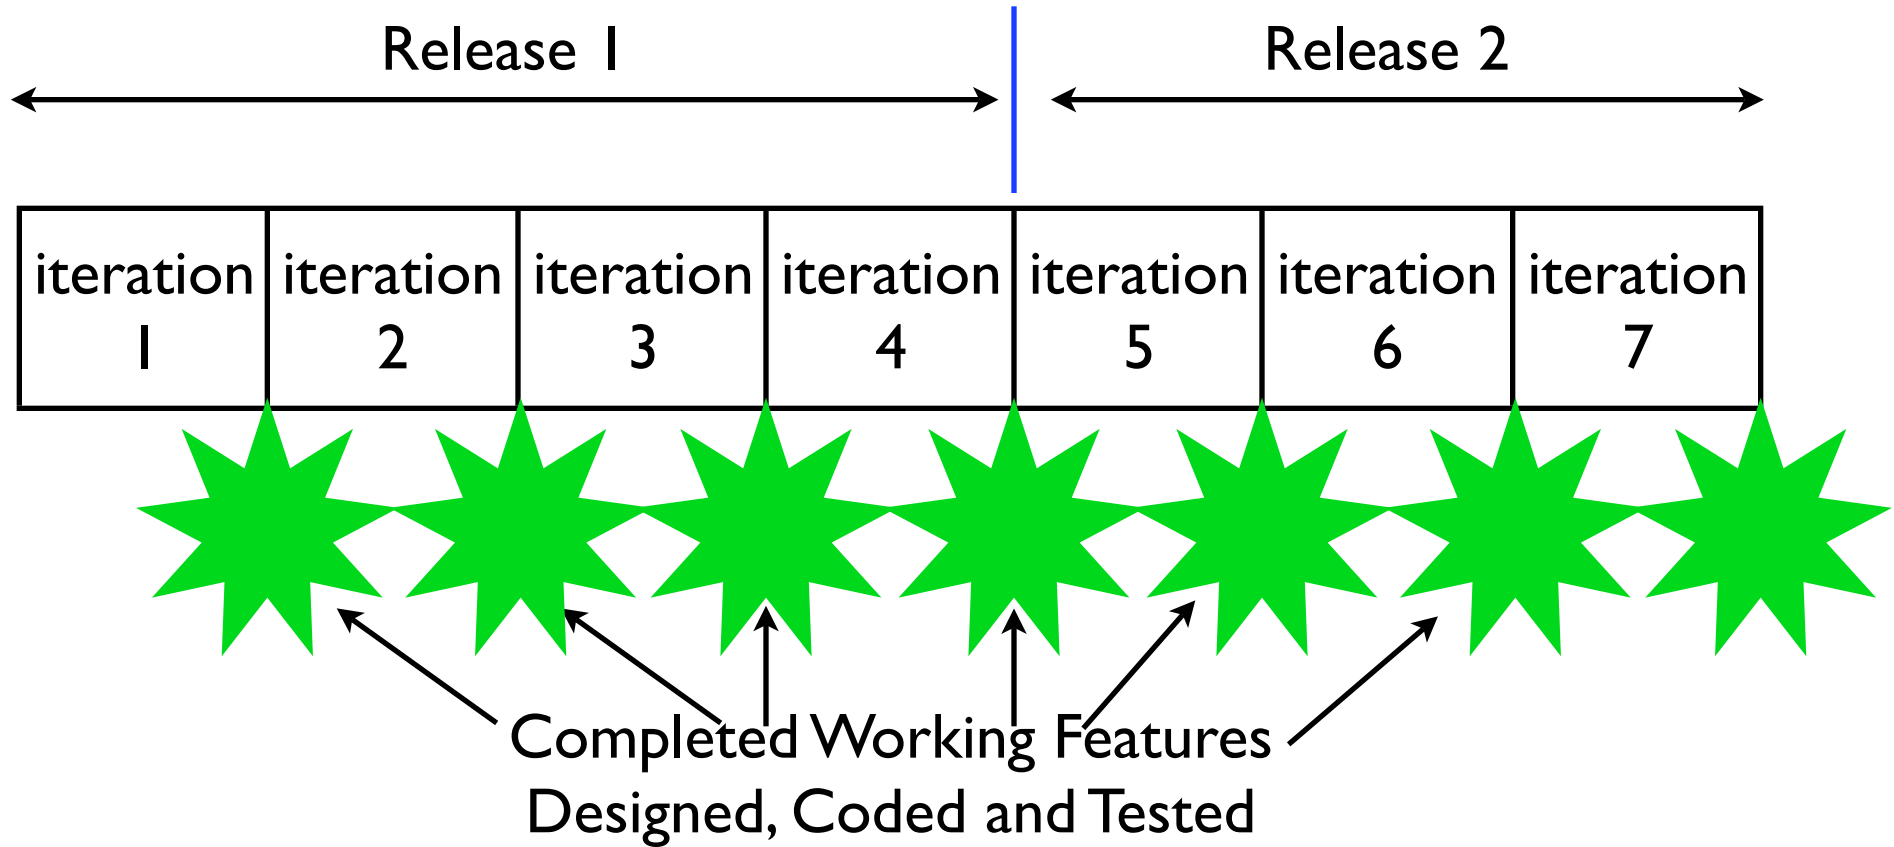 Release 1
Release 2
iteration
1
iteration
2
iteration
3
iteration
4
iteration
5
iteration
6
iteration
7
Completed Working Features
Designed, Coded and Tested